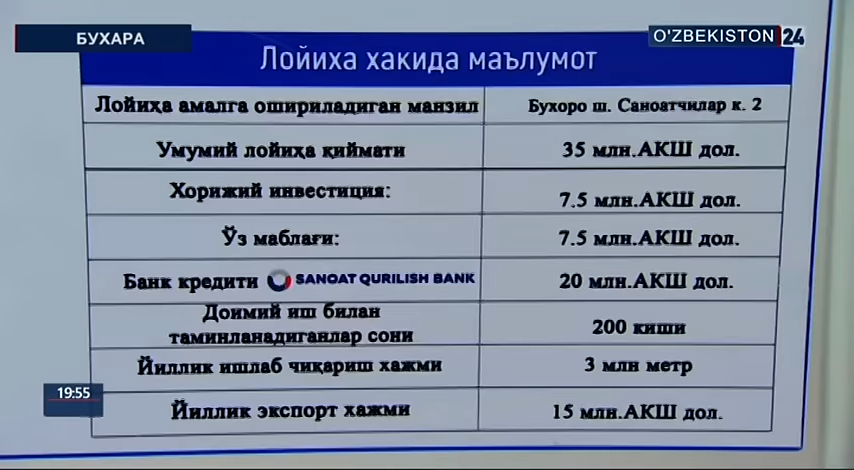 БУХАРА
O'ZBEKISTON 24
Лойиха хакида маълумот
Лойиҳа амалга ошириладиган манзил
Бухоро ш. Саноатчилар к. 2
Умумий лойиҳа қиймати
35 млн.АКШ дол.
Хорижий инвестиция:
7.5 млн.АКШ дол.
Ўз маблағи:
7.5 млн.АКШ дол.
Банк кредити SANOAT QURILISH BANK
20 млн.АКШ дол.
Доимий иш билан
таминланадиганлар сони
200 киши
Йиллик ишлаб чиқариш хажми
3 млн метр
Йиллик экспорт хажми
15 млн.АКШ дол.
19:55